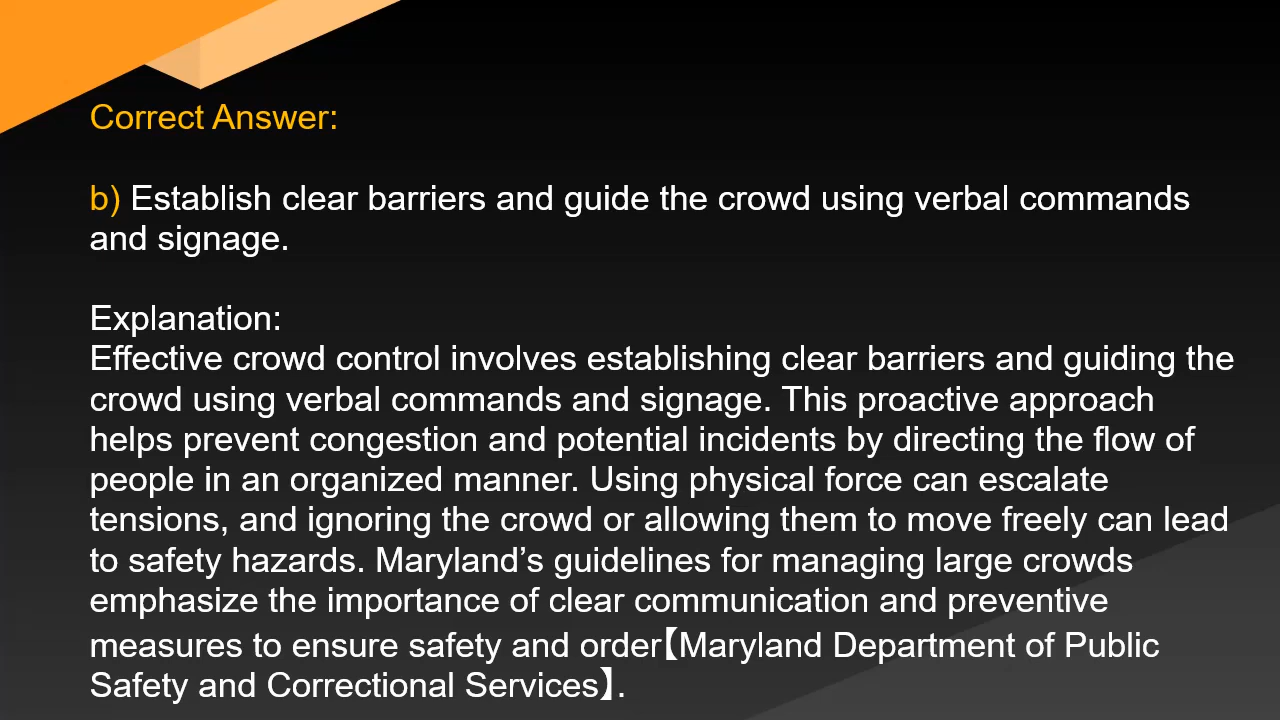 Correct Answer:
b) Establish clear barriers and guide the crowd using verbal commands
and signage.
Explanation:
Effective crowd control involves establishing clear barriers and guiding the
crowd using verbal commands and signage. This proactive approach
helps prevent congestion and potential incidents by directing the flow of
people in an organized manner. Using physical force can escalate
tensions, and ignoring the crowd or allowing them to move freely can lead
to safety hazards. Maryland’s guidelines for managing large crowds
emphasize the importance of clear communication and preventive
measures to ensure safety and order【Maryland Department of Public
Safety and Correctional Services】.